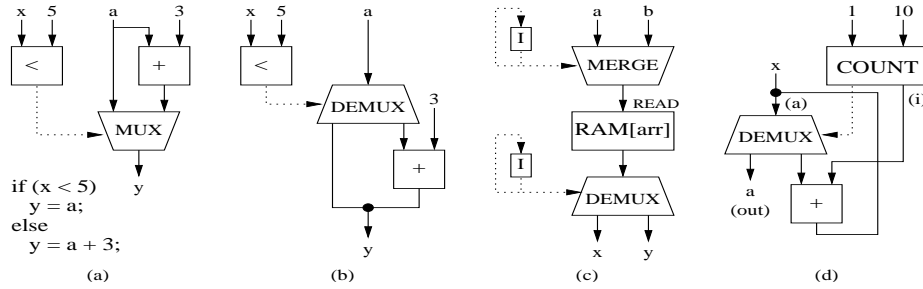 x 5 a 3
< +
MUX
y
if (x < 5)
y = a;
else
y = a + 3;
(a)
x 5 a
<
DEMUX
3
+
y
(b)
a b
I
MERGE
READ
RAM[arr]
I
DEMUX
x y
(c)
1 10
x
COUNT
(a) (i)
DEMUX
a
(out)
+
(d)